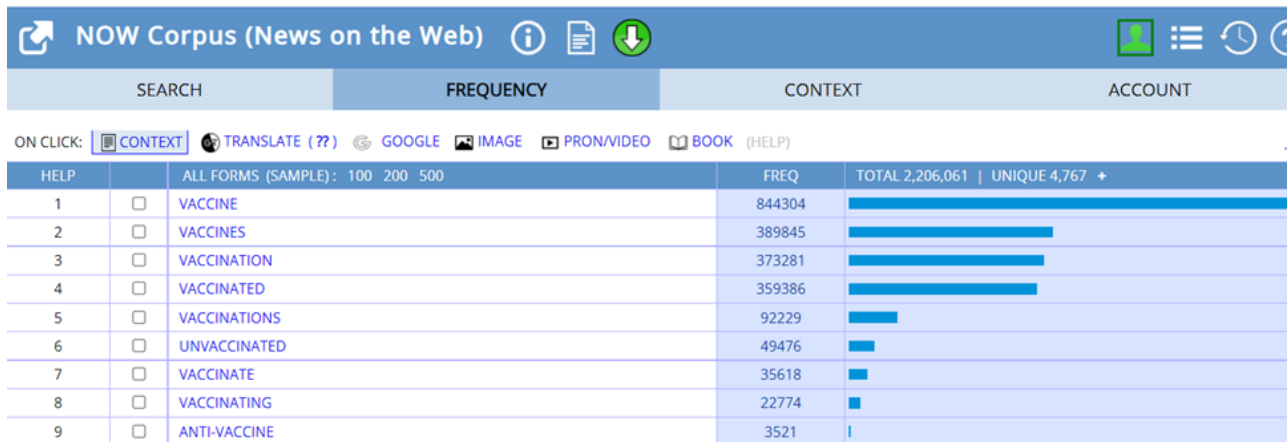 NOW Corpus (News on the Web)
SEARCH FREQUENCY CONTEXT ACCOUNT
ON CLICK: CONTEXT TRANSLATE (??) GOOGLE IMAGE PRON/VIDEO BOOK (HELP)
HELP ALL FORMS (SAMPLE): 100 200 500 FREQ TOTAL 2,206,061 | UNIQUE 4,767 +
1 VACCINE 844304
2 VACCINES 389845
3 VACCINATION 373281
4 VACCINATED 359386
5 VACCINATIONS 92229
6 UNVACCINATED 49476
7 VACCINATE 35618
8 VACCINATING 22774
9 ANTI-VACCINE 3521